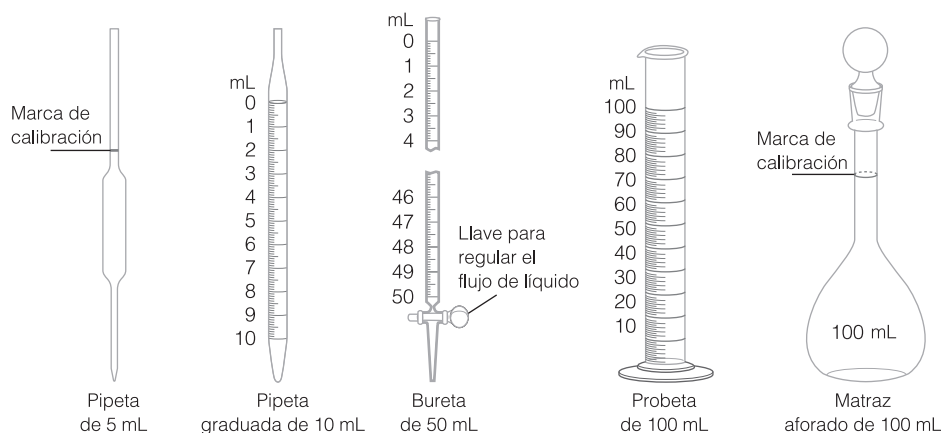 Marca de
calibración
Pipeta
de 5 mL
mL
0
1
2
3
4
5
6
7
8
9
10
Pipeta
graduada de 10 mL
mL
0
1
2
3
4
46
47
48
49
50
Llave para
regular el
flujo de líquido
Bureta
de 50 mL
mL
100
90
80
70
60
50
40
30
20
10
Probeta
de 100 mL
Marca de
calibración
100 mL
Matraz
aforado de 100 mL